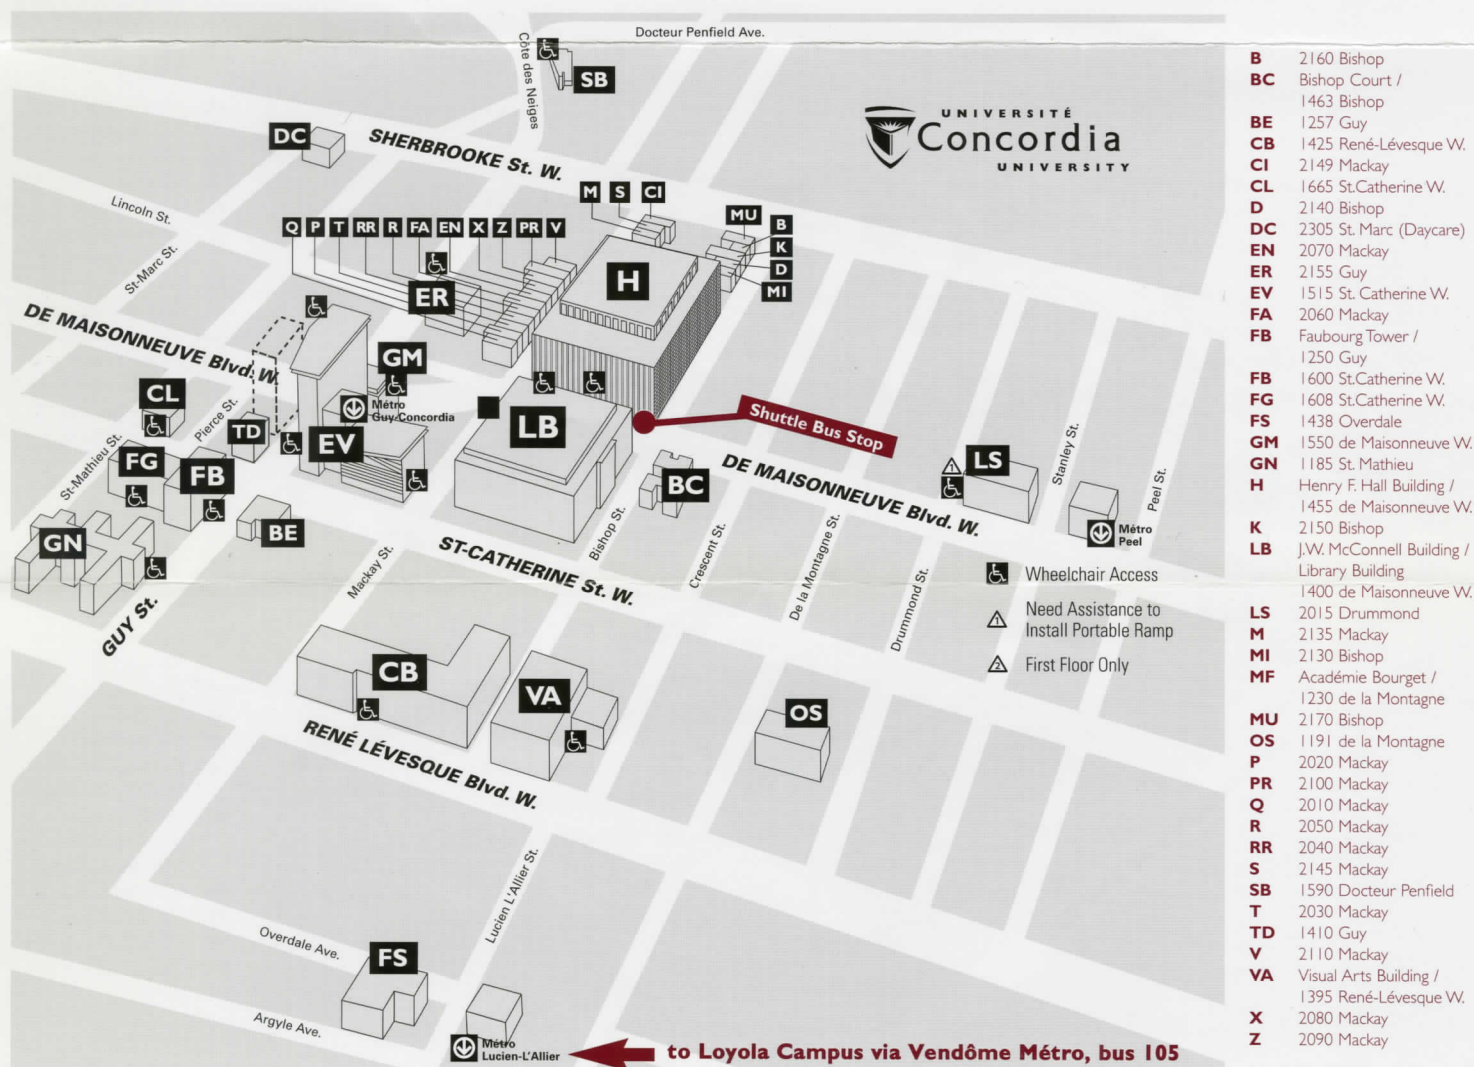 Docteur Penfield Ave.
Côte des Neiges
SB
UNIVERSITÉ
Concordia
UNIVERSITY
DC
SHERBROOKE St. W.
M S CI
Lincoln St.
MU
B
K
D
MI
Q P T RR R FA EN X Z PR V
H
ER
St-Marc St.
DE MAISONNEUVE Blvd. W.
GM
Métro
Guy-Concordia
CL
Pierce St.
TD
EV
LB
Shuttle Bus Stop
St-Mathieu St.
FG
FB
BC
DE MAISONNEUVE Blvd. W.
LS
1
Stanley St.
Peel St.
Métro
Peel
GN
BE
ST-CATHERINE St. W.
Mackay St.
Bishop St.
Crescent St.
De la Montagne St.
Drummond St.
Wheelchair Access
1
Need Assistance to
Install Portable Ramp
2
First Floor Only
GUY St.
CB
VA
OS
RENÉ LÉVESQUE Blvd. W.
Lucien L'Allier St.
Overdale Ave.
FS
Argyle Ave.
Métro
Lucien-L'Allier
to Loyola Campus via Vendôme Métro, bus 105
B 2160 Bishop
BC Bishop Court /
1463 Bishop
BE 1257 Guy
CB 1425 René-Lévesque W.
CI 2149 Mackay
CL 1665 St.Catherine W.
D 2140 Bishop
DC 2305 St. Marc (Daycare)
EN 2070 Mackay
ER 2155 Guy
EV 1515 St. Catherine W.
FA 2060 Mackay
FB Faubourg Tower /
1250 Guy
FB 1600 St.Catherine W.
FG 1608 St.Catherine W.
FS 1438 Overdale
GM 1550 de Maisonneuve W.
GN 1185 St. Mathieu
H Henry F. Hall Building /
1455 de Maisonneuve W.
K 2150 Bishop
LB J.W. McConnell Building /
Library Building
1400 de Maisonneuve W.
LS 2015 Drummond
M 2135 Mackay
MI 2130 Bishop
MF Académie Bourget /
1230 de la Montagne
MU 2170 Bishop
OS 1191 de la Montagne
P 2020 Mackay
PR 2100 Mackay
Q 2010 Mackay
R 2050 Mackay
RR 2040 Mackay
S 2145 Mackay
SB 1590 Docteur Penfield
T 2030 Mackay
TD 1410 Guy
V 2110 Mackay
VA Visual Arts Building /
1395 René-Lévesque W.
X 2080 Mackay
Z 2090 Mackay